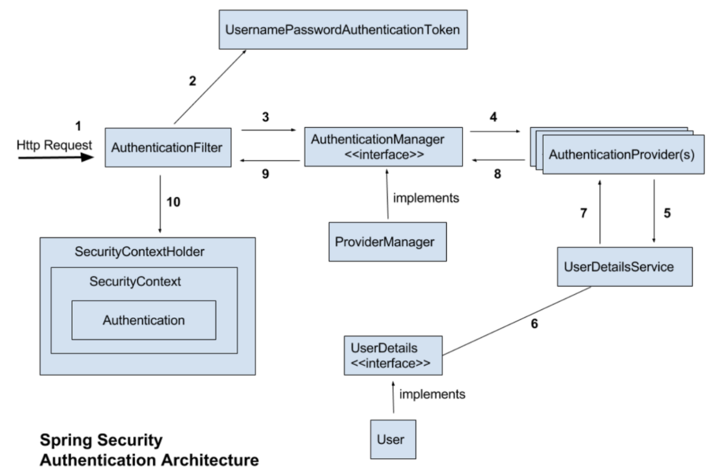 UsernamePasswordAuthenticationToken
2
1
Http Request
AuthenticationFilter
3
9
AuthenticationManager
<<interface>>
4
8
AuthenticationProvider(s)
10
implements
ProviderManager
7
5
UserDetailsService
SecurityContextHolder
SecurityContext
Authentication
6
UserDetails
<<interface>>
implements
User
Spring Security
Authentication Architecture